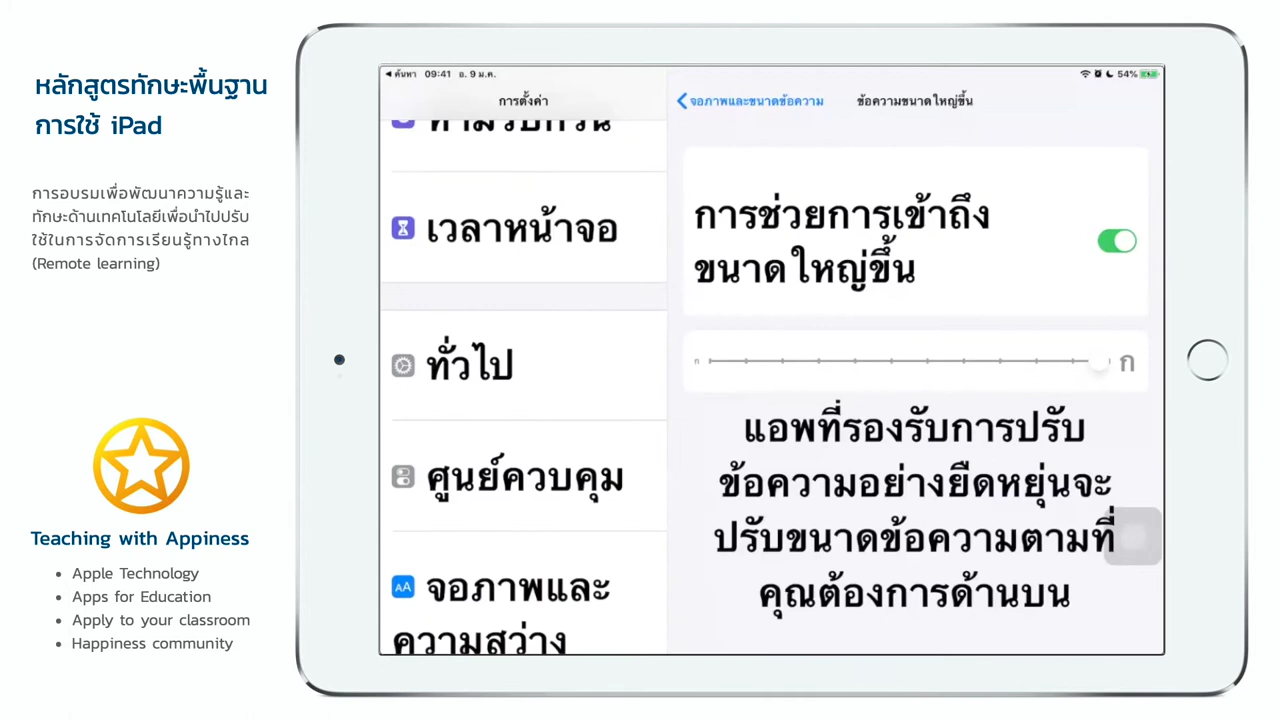 หลักสูตรทักษะพื้นฐาน
การใช้ iPad
การอบรมเพื่อพัฒนาความรู้และ
ทักษะด้านเทคโนโลยีเพื่อนำไปปรับ
ใช้ในการจัดการเรียนรู้ทางไกล
(Remote learning)
Teaching with Appiness
• Apple Technology
• Apps for Education
• Apply to your classroom
• Happiness community
◀ ค้นหา 09:41 อ. 9 ม.ค.
54%
การตั้งค่า
เวลาหน้าจอ
ทั่วไป
ศูนย์ควบคุม
AA จอภาพและ
ความสว่าง
จอภาพและขนาดข้อความ
ข้อความขนาดใหญ่ขึ้น
การช่วยการเข้าถึง
ขนาดใหญ่ขึ้น
ก ก
แอพที่รองรับการปรับ
ข้อความอย่างยืดหยุ่นจะ
ปรับขนาดข้อความตามที่
คุณต้องการด้านบน